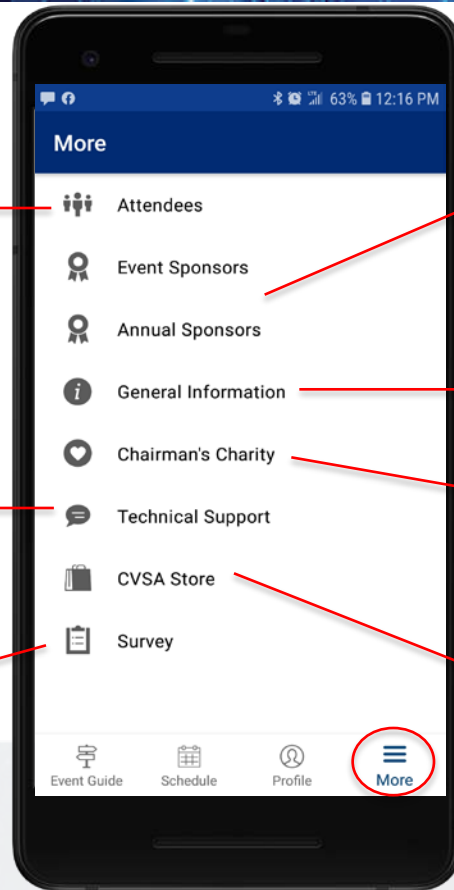 63% 12:16 PM
More
Attendees
Event Sponsors
Annual Sponsors
General Information
Chairman's Charity
Technical Support
CVSA Store
Survey
Event Guide Schedule Profile More